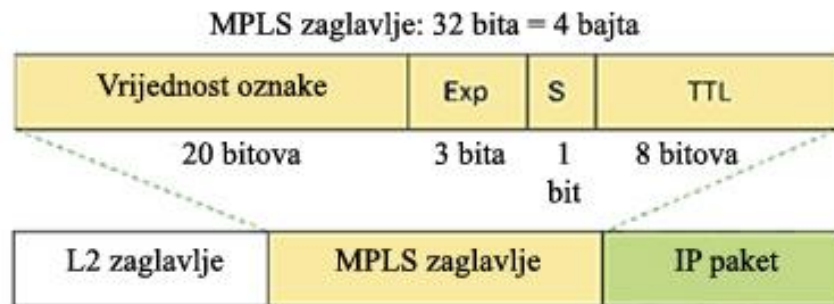 MPLS zaglavlje: 32 bita = 4 bajta
Vrijednost oznake Exp S TTL
20 bitova 3 bita 1 bit 8 bitova
L2 zaglavlje MPLS zaglavlje IP paket